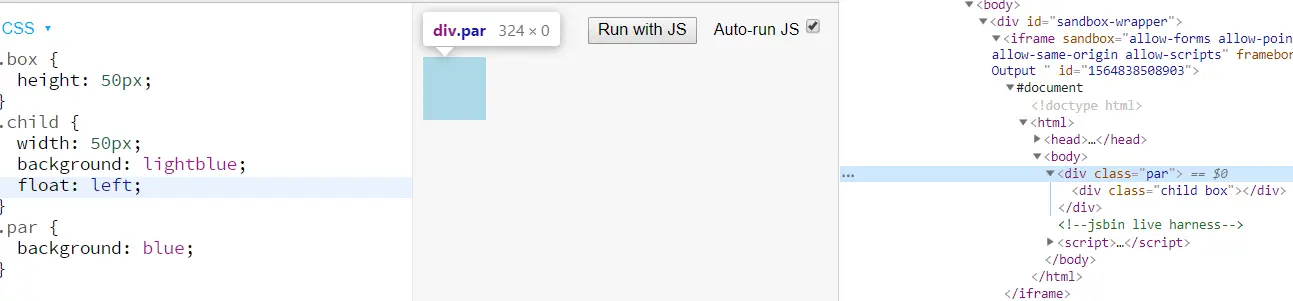 CSS ▾
.box {
height: 50px;
}
.child {
width: 50px;
background: lightblue;
float: left;
}
.par {
background: blue;
}
div.par 324 × 0
Run with JS
Auto-run JS
▼<body>
▼<div id="sandbox-wrapper">
▼<iframe sandbox="allow-forms allow-poin
allow-same-origin allow-scripts" framebor
Output " id="1564838508903">
▼#document
<!doctype html>
▼<html>
▶<head>…</head>
▼<body>
… ▼<div class="par"> == $0
<div class="child box"></div>
</div>
<!--jsbin live harness-->
▶<script>…</script>
</body>
</html>
</iframe>